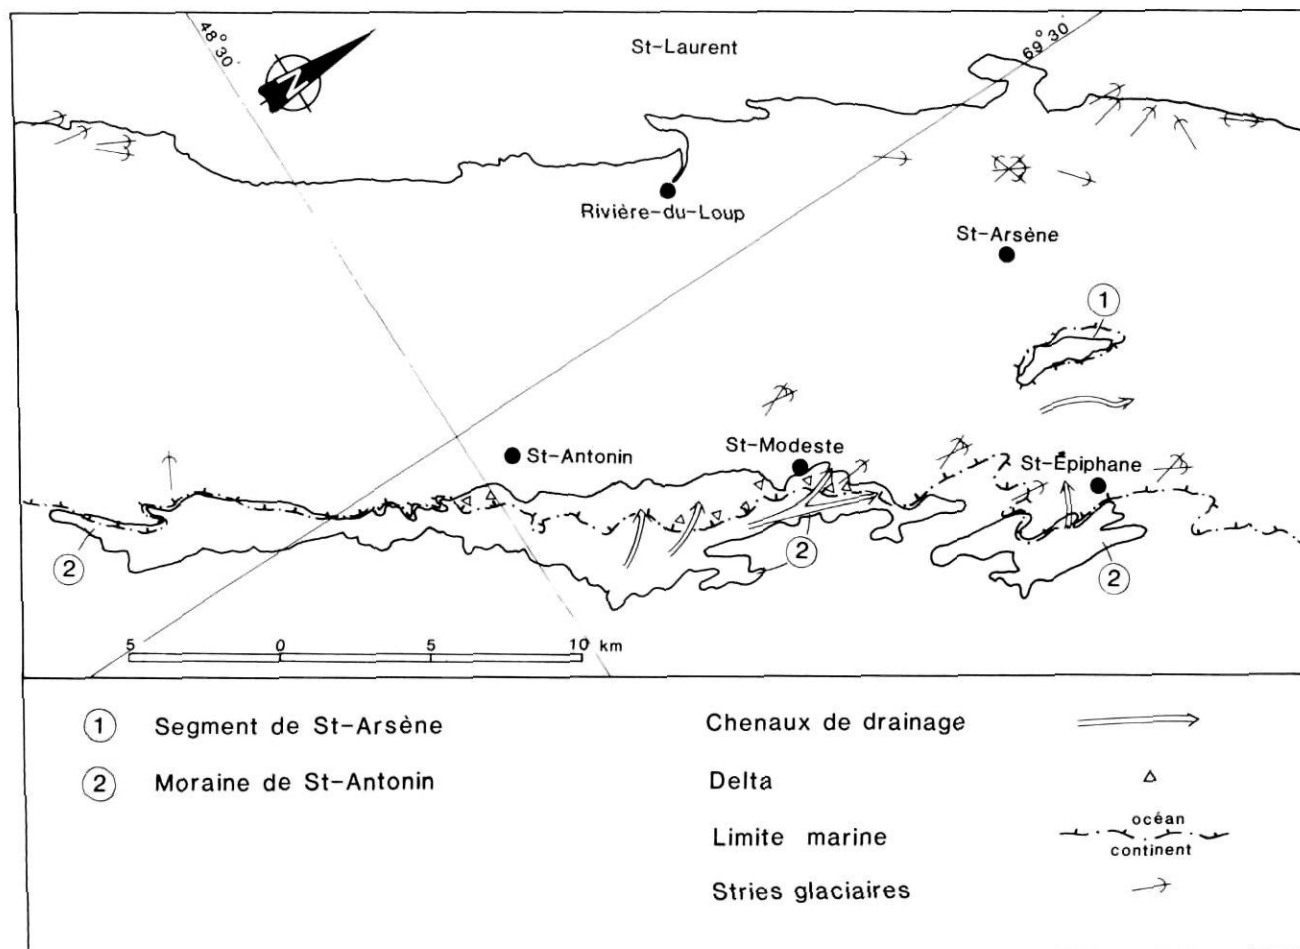 48° 30'
N
St-Laurent
69° 30'
Rivière-du-Loup
St-Arsène
1
St-Antonin
St-Modeste
St-Épiphane
2
2
2
5 0 5 10 km
1 Segment de St-Arsène
2 Moraine de St-Antonin
Chenaux de drainage
Delta
Limite marine
océan
continent
Stries glaciaires